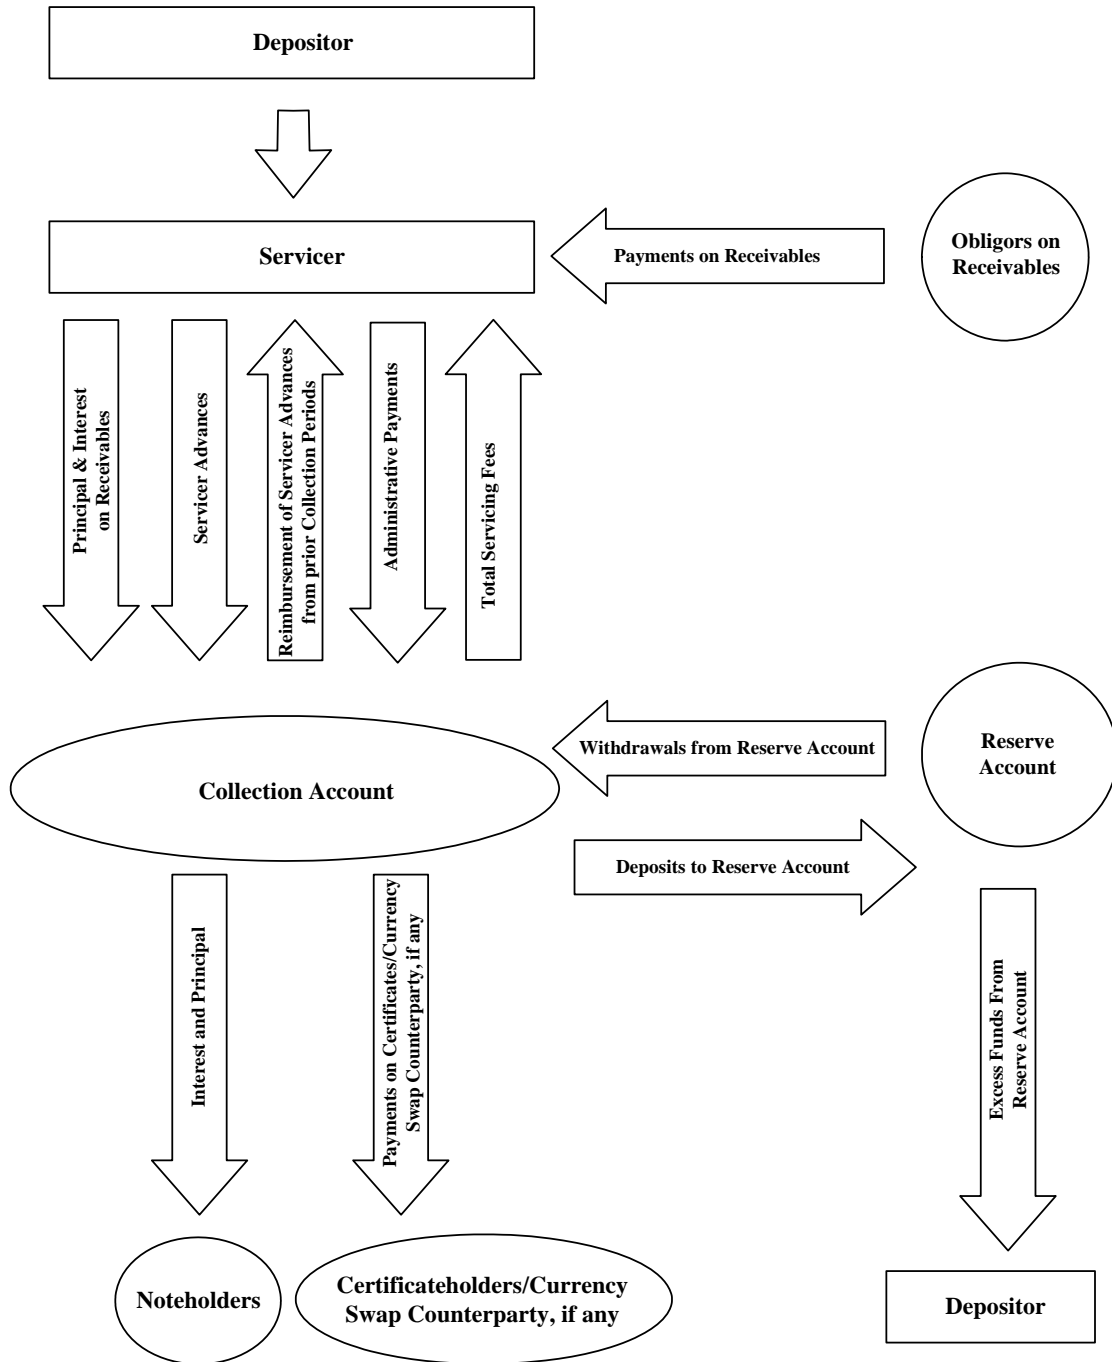 Depositor
Servicer
Payments on Receivables
Obligors on
Receivables
Principal & Interest
on Receivables
Servicer Advances
Reimbursement of Servicer Advances
from prior Collection Periods
Administrative Payments
Total Servicing Fees
Withdrawals from Reserve Account
Reserve
Account
Collection Account
Deposits to Reserve Account
Interest and Principal
Payments on Certificates/Currency
Swap Counterparty, if any
Excess Funds From
Reserve Account
Noteholders
Certificateholders/Currency
Swap Counterparty, if any
Depositor